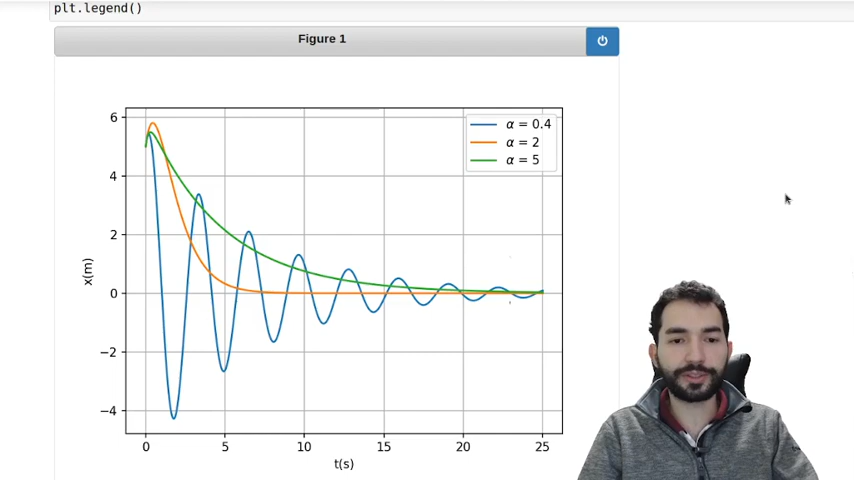 plt.legend()
Figure 1
6
4
2
0
−2
−4
x(m)
α = 0.4
α = 2
α = 5
0 5 10 15 20 25
t(s)